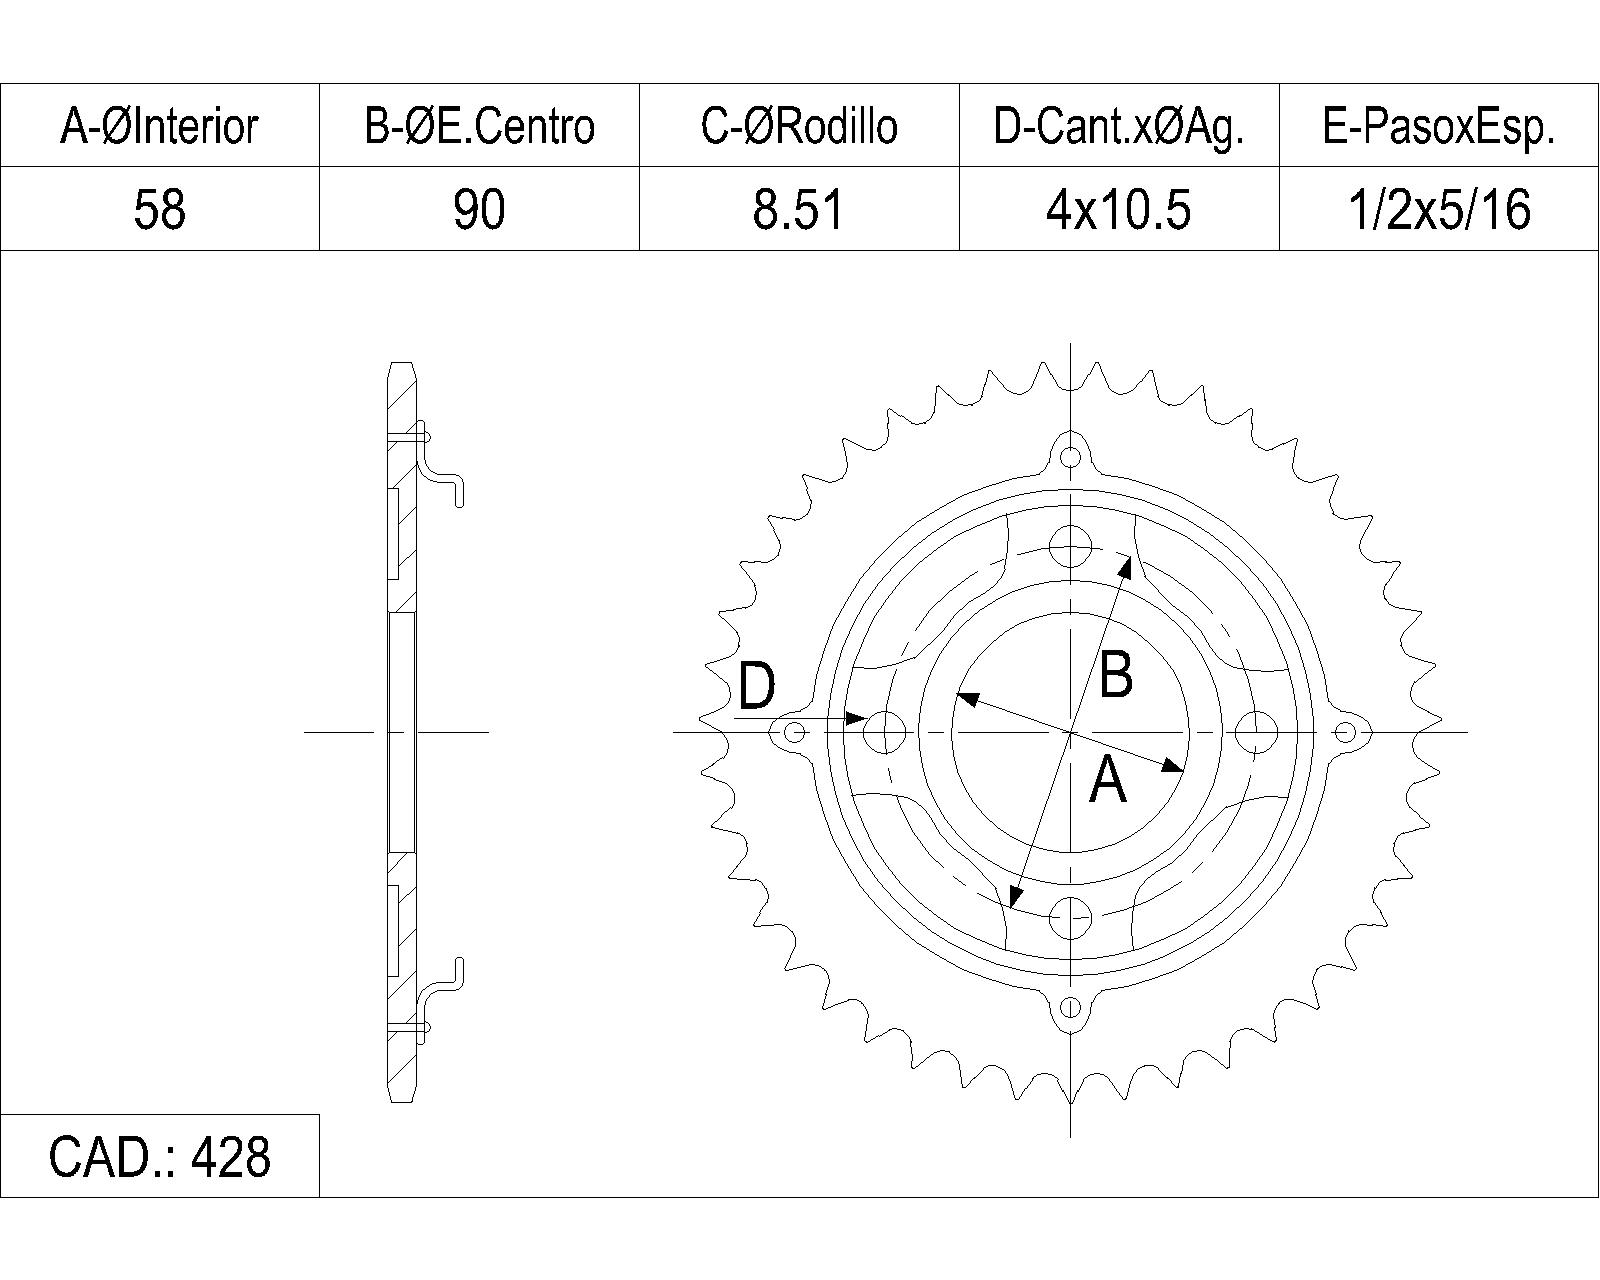 A-ØInterior B-ØE.Centro C-ØRodillo D-Cant.xØAg. E-PasoxEsp.
58 90 8.51 4x10.5 1/2x5/16
B
D
A
CAD.: 428